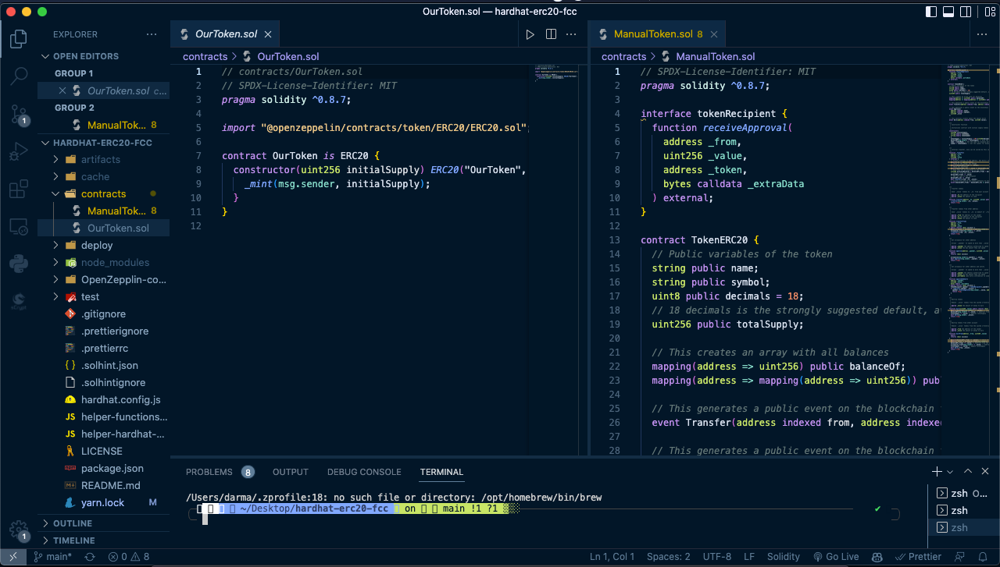 OurToken.sol — hardhat-erc20-fcc
EXPLORER
OPEN EDITORS
GROUP 1
OurToken.sol c...
GROUP 2
ManualTok... 8
HARDHAT-ERC20-FCC
artifacts
cache
contracts
ManualTok... 8
OurToken.sol
deploy
node_modules
OpenZepplin-co...
test
.gitignore
.prettierignore
.prettierrc
.solhint.json
.solhintignore
hardhat.config.js
JS helper-functions...
JS helper-hardhat-...
LICENSE
package.json
README.md
yarn.lock M
OUTLINE
TIMELINE
1
1
OurToken.sol
contracts > OurToken.sol
1 // contracts/OurToken.sol
2 // SPDX-License-Identifier: MIT
3 pragma solidity ^0.8.7;
4
5 import "@openzeppelin/contracts/token/ERC20/ERC20.sol";
6
7 contract OurToken is ERC20 {
8 constructor(uint256 initialSupply) ERC20("OurToken",
9 _mint(msg.sender, initialSupply);
10 }
11 }
12
ManualToken.sol 8
contracts > ManualToken.sol
1 // SPDX-License-Identifier: MIT
2 pragma solidity ^0.8.7;
3
4 interface tokenRecipient {
5 function receiveApproval(
6 address _from,
7 uint256 _value,
8 address _token,
9 bytes calldata _extraData
10 ) external;
11 }
12
13 contract TokenERC20 {
14 // Public variables of the token
15 string public name;
16 string public symbol;
17 uint8 public decimals = 18;
18 // 18 decimals is the strongly suggested default,
19 uint256 public totalSupply;
20
21 // This creates an array with all balances
22 mapping(address => uint256) public balanceOf;
23 mapping(address => mapping(address => uint256)) pub
24
25 // This generates a public event on the blockchain
26 event Transfer(address indexed from, address indexe
27
28 // This generates a public event on the blockchain
PROBLEMS 8 OUTPUT DEBUG CONSOLE TERMINAL
/Users/darma/.zprofile:18: no such file or directory: /opt/homebrew/bin/brew
~/Desktop/hardhat-erc20-fcc on main !1 ?1
zsh O...
zsh
zsh
main* 0 8 Ln 1, Col 1 Spaces: 2 UTF-8 LF Solidity Go Live Prettier